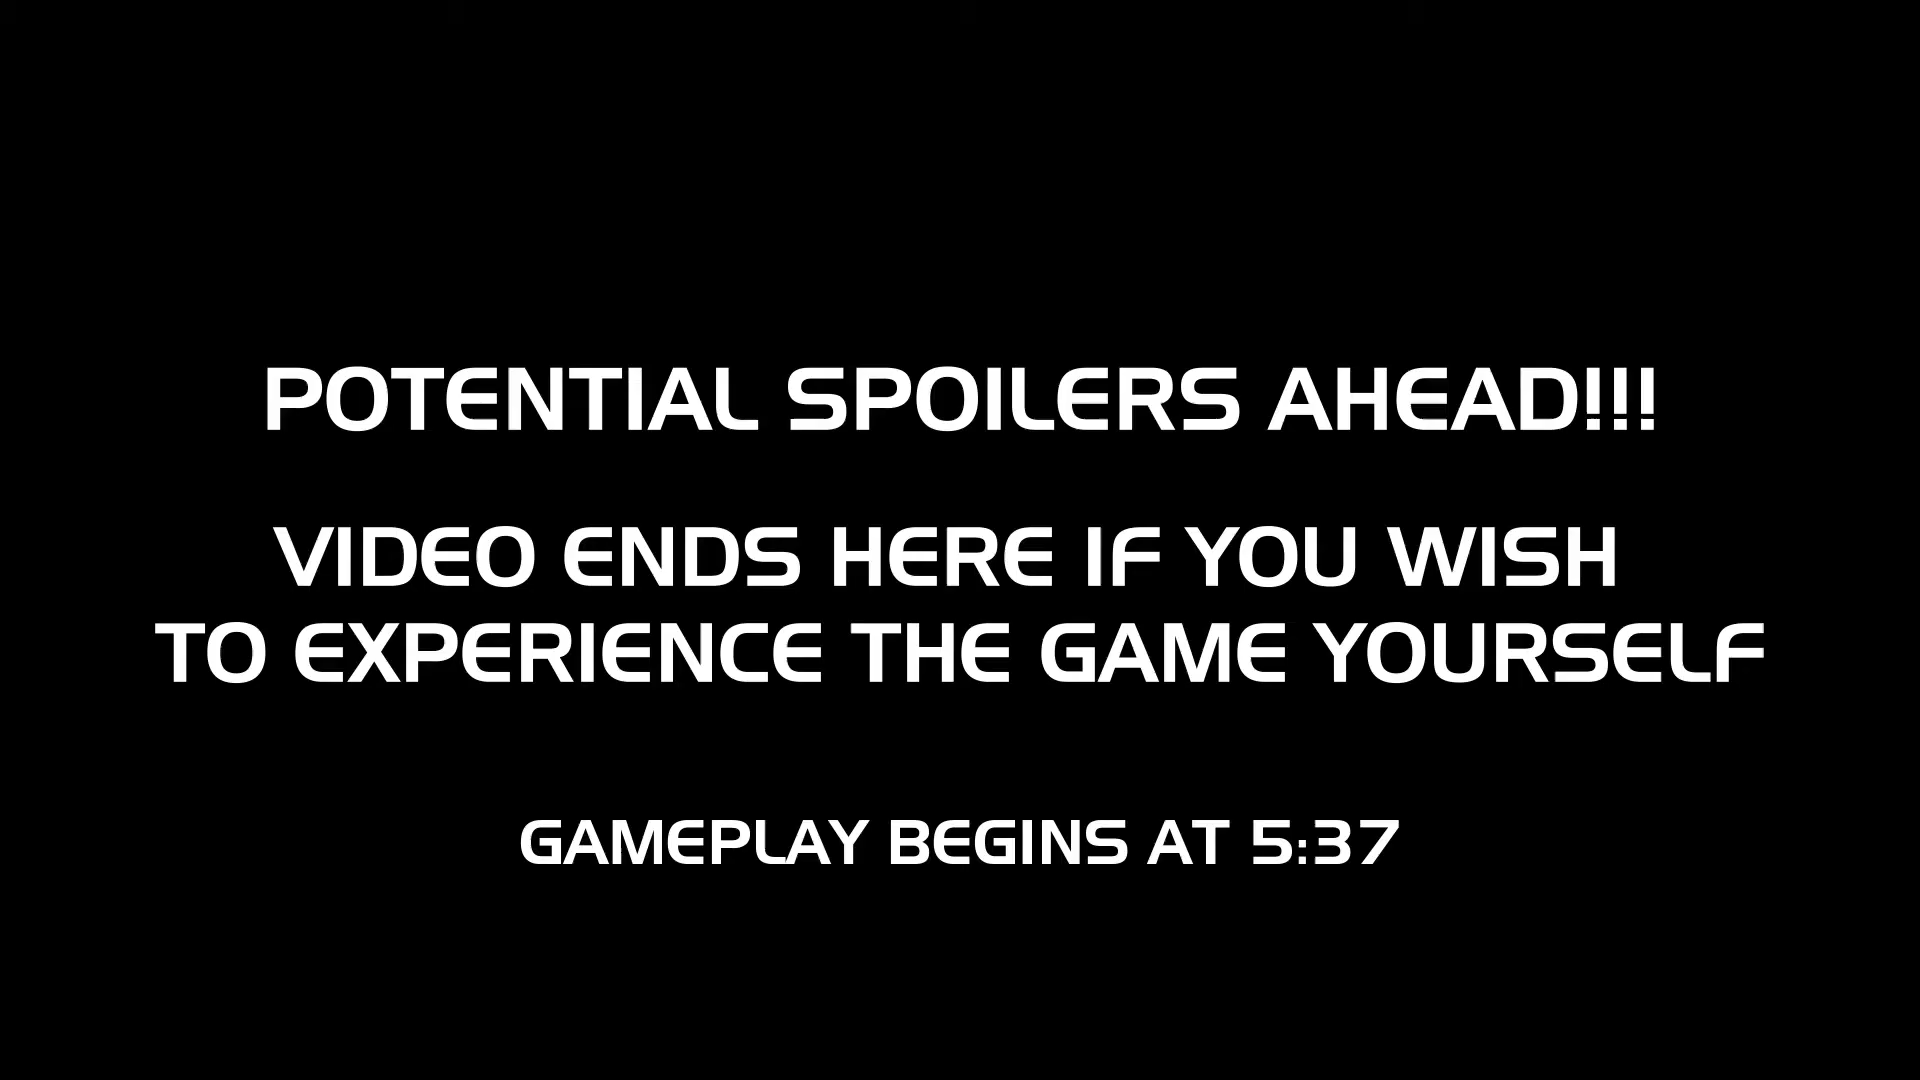 POTENTIAL SPOILERS AHEAD!!!
VIDEO ENDS HERE IF YOU WISH
TO EXPERIENCE THE GAME YOURSELF
GAMEPLAY BEGINS AT 5:37